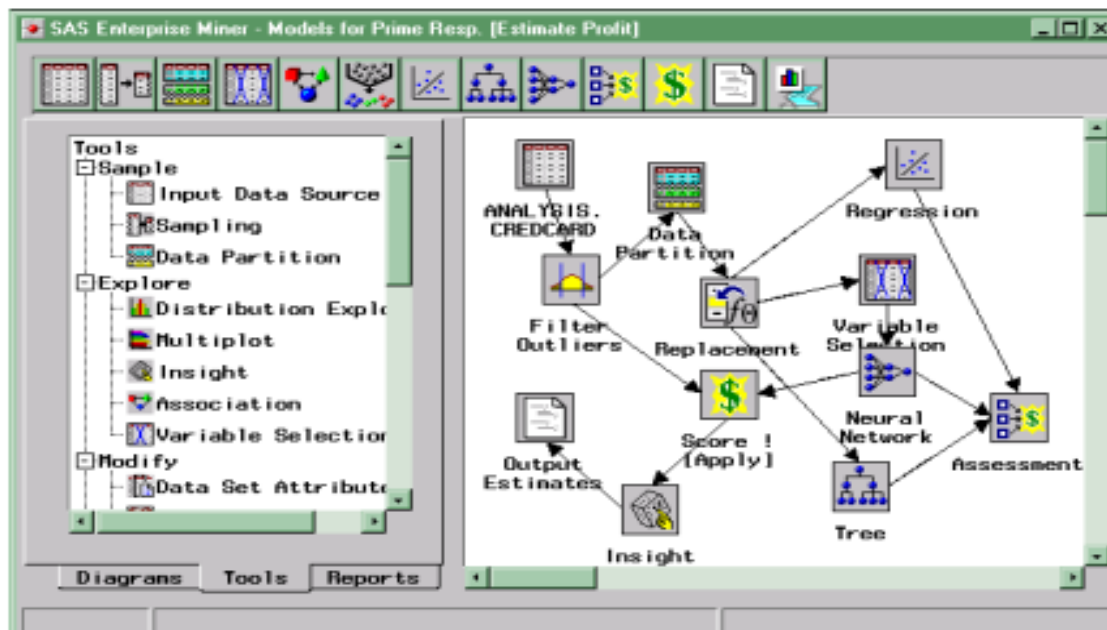 SAS Enterprise Miner - Models for Prime Resp. [Estimate Profit]
Tools
Sample
Input Data Source
Sampling
Data Partition
Explore
Distribution Explo
Multiplot
Insight
Association
Variable Selection
Modify
Data Set Attribute
Diagrams
Tools
Reports
ANALYSIS.
CREDCARD
Data
Partition
Regression
Filter
Outliers
Replacement
Variable
Selection
Output
Estimates
Score !
[Apply]
Neural
Network
Assessment
Insight
Tree